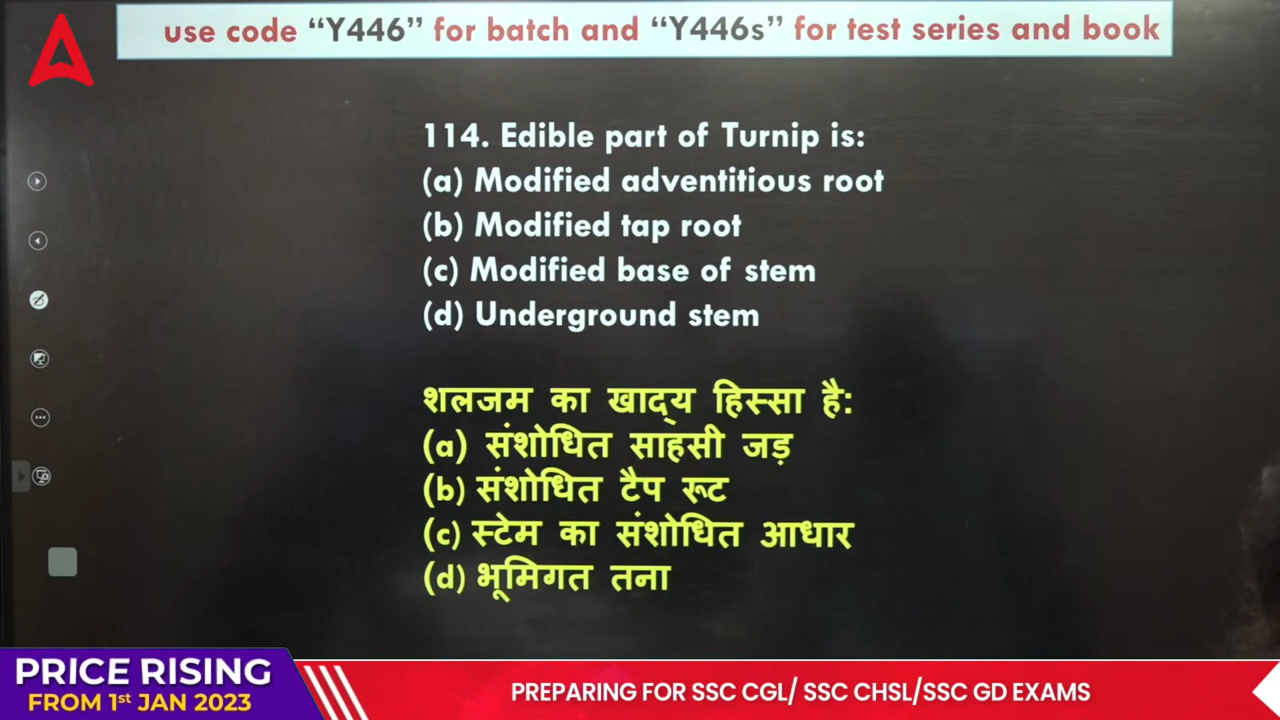 use code “Y446” for batch and “Y446s” for test series and book
114. Edible part of Turnip is:
(a) Modified adventitious root
(b) Modified tap root
(c) Modified base of stem
(d) Underground stem
शलजम का खाद्य हिस्सा है:
(a) संशोधित साहसी जड़
(b) संशोधित टैप रूट
(c) स्टेम का संशोधित आधार
(d) भूमिगत तना
PRICE RISING
FROM 1st JAN 2023
PREPARING FOR SSC CGL/ SSC CHSL/SSC GD EXAMS